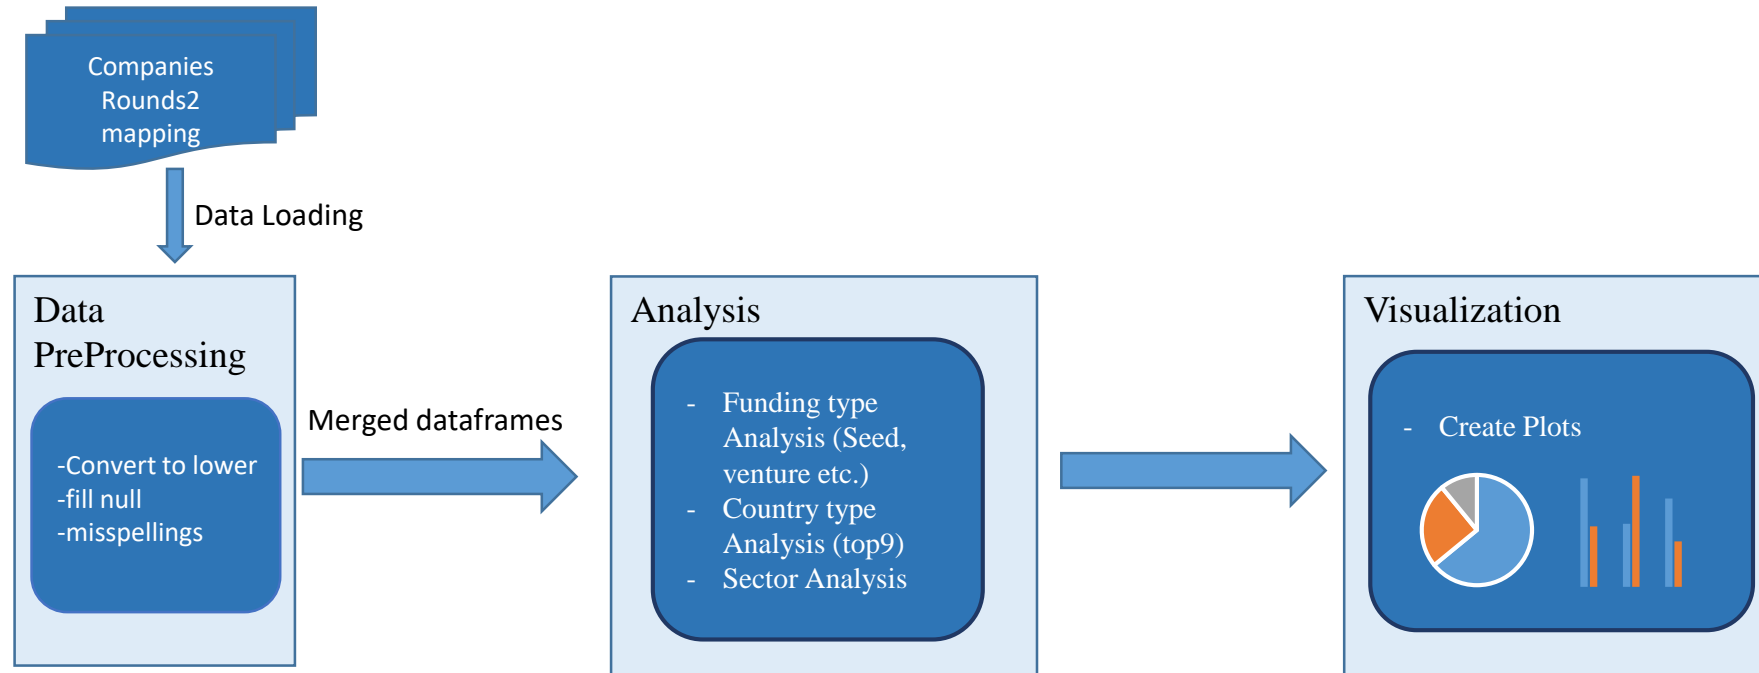 Companies
Rounds2
mapping
Data Loading
Data
PreProcessing
-Convert to lower
-fill null
-misspellings
Merged dataframes
Analysis
- Funding type
Analysis (Seed,
venture etc.)
- Country type
Analysis (top9)
- Sector Analysis
Visualization
- Create Plots